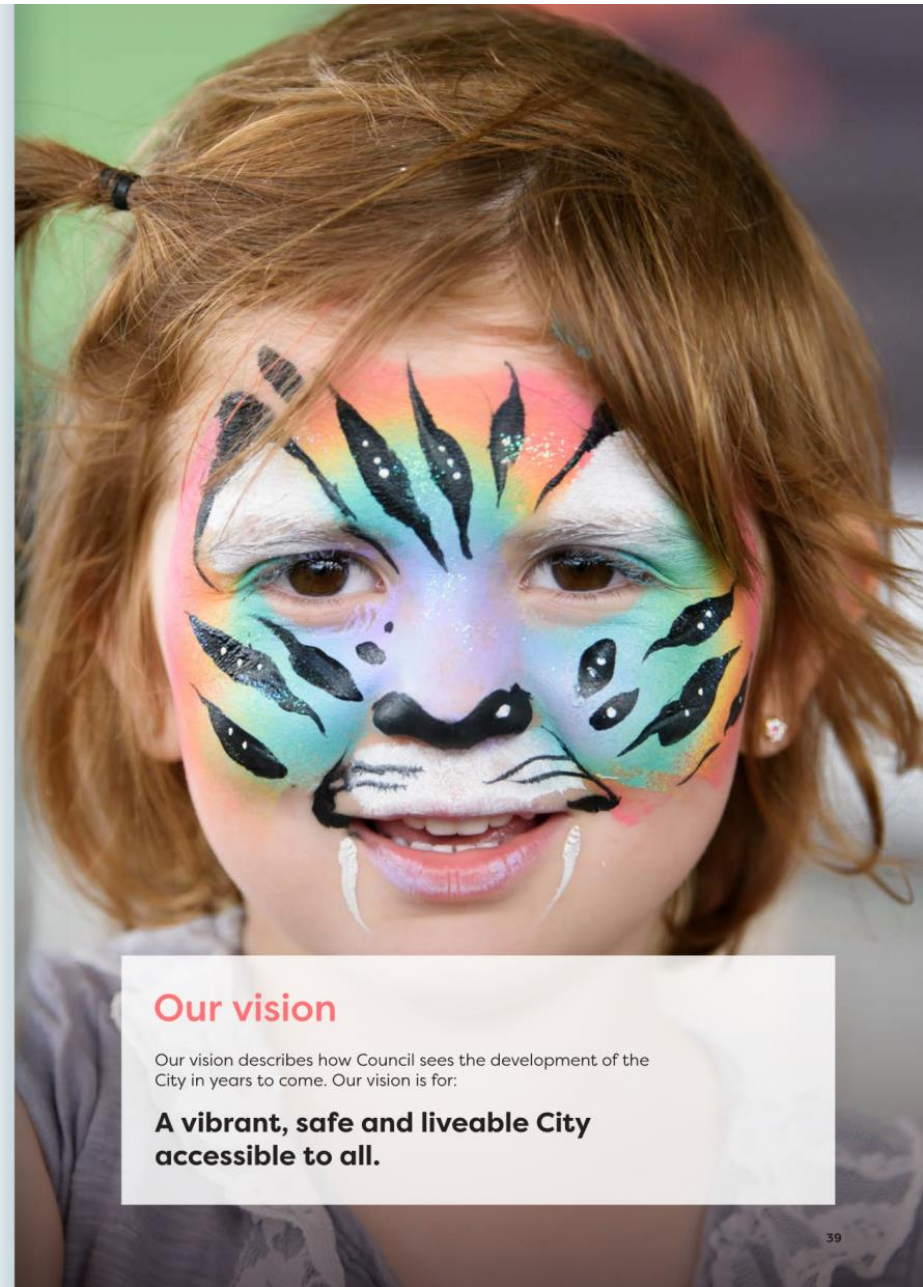 Our vision
Our vision describes how Council sees the development of the
City in years to come. Our vision is for:
A vibrant, safe and liveable City
accessible to all.
39